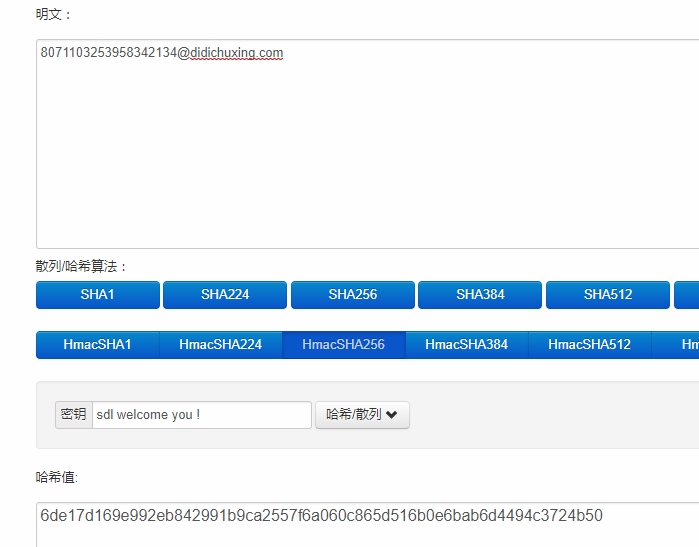 明文：
8071103253958342134@didichuxing.com
散列/哈希算法：
SHA1 SHA224 SHA256 SHA384 SHA512
HmacSHA1 HmacSHA224 HmacSHA256 HmacSHA384 HmacSHA512 Hm
密钥 sdl welcome you ! 哈希/散列
哈希值:
6de17d169e992eb842991b9ca2557f6a060c865d516b0e6bab6d4494c3724b50